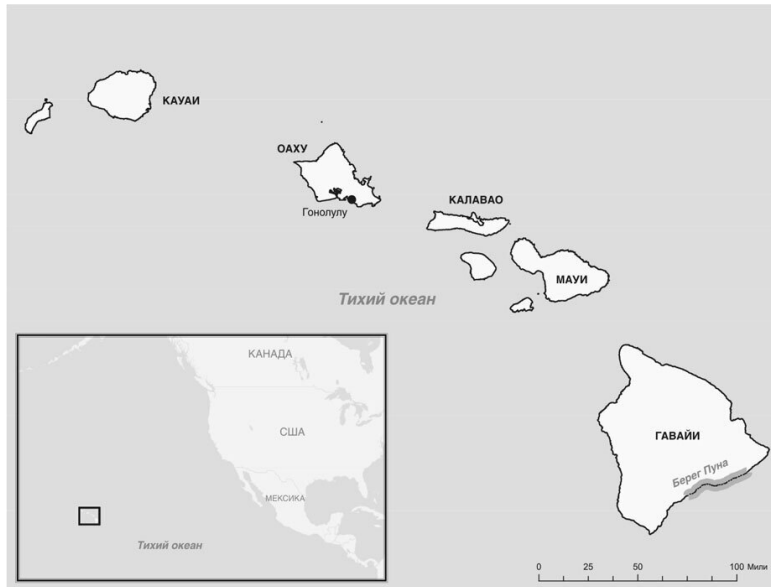 КАУАИ
ОАХУ
Гонолулу
КАЛАВАО
МАУИ
Тихий океан
КАНАДА
США
МЕКСИКА
Тихий океан
ГАВАЙИ
Берег Пуна
0 25 50 100 Мили